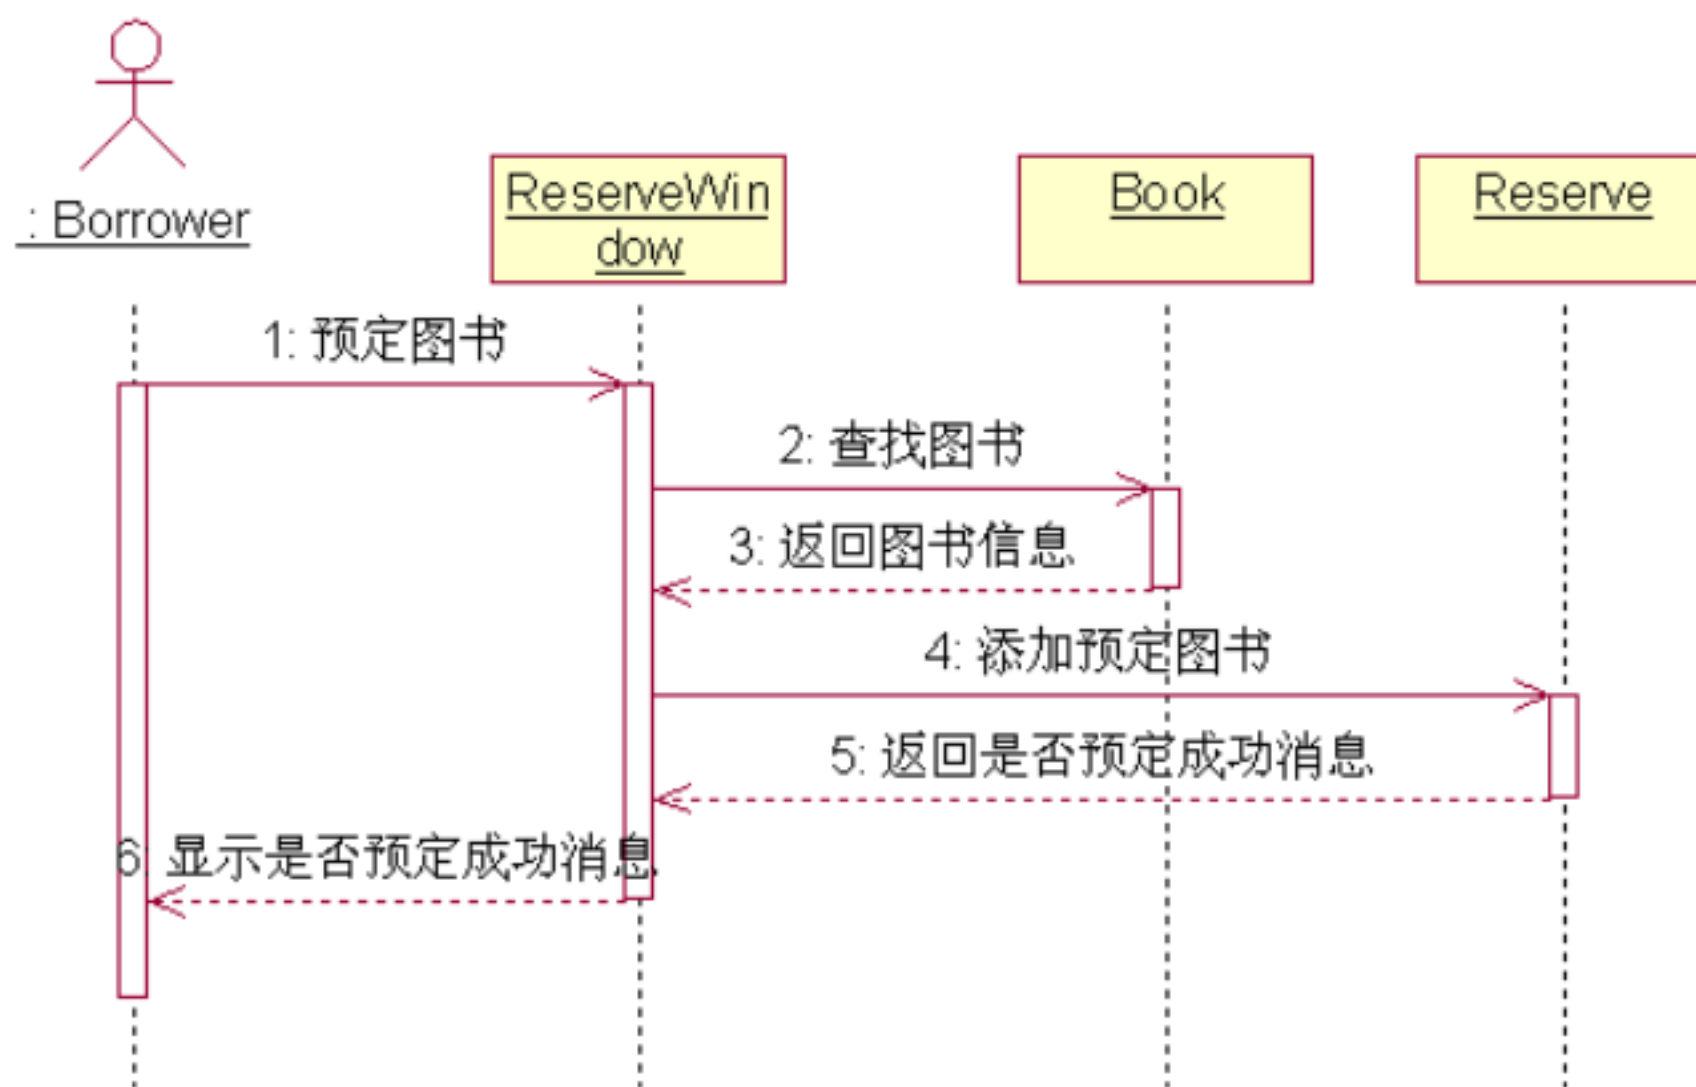 : Borrower
ReserveWin
dow
Book
Reserve
1: 预定图书
2: 查找图书
3: 返回图书信息
4: 添加预定图书
5: 返回是否预定成功消息
6: 显示是否预定成功消息